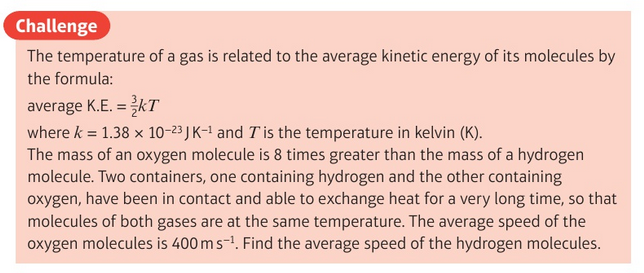 Challenge
The temperature of a gas is related to the average kinetic energy of its molecules by
the formula:
average K.E. = 3/2 kT
where k = 1.38 × 10⁻²³ J K⁻¹ and T is the temperature in kelvin (K).
The mass of an oxygen molecule is 8 times greater than the mass of a hydrogen
molecule. Two containers, one containing hydrogen and the other containing
oxygen, have been in contact and able to exchange heat for a very long time, so that
molecules of both gases are at the same temperature. The average speed of the
oxygen molecules is 400 m s⁻¹. Find the average speed of the hydrogen molecules.